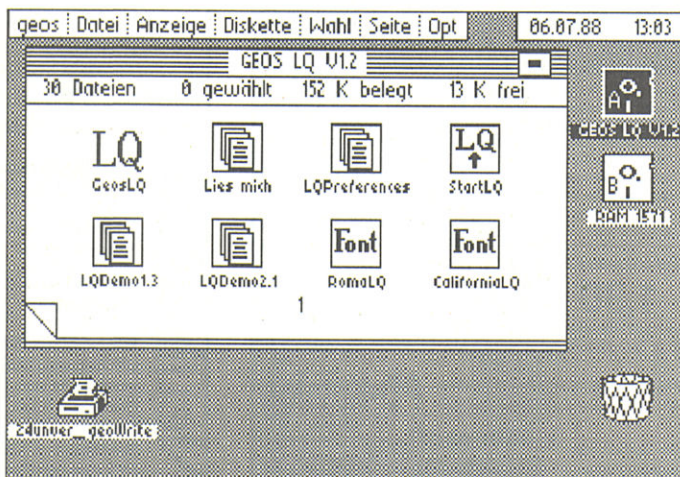 geos Datei Anzeige Diskette Wahl Seite Opt 06.07.88 13:03
GEOS LQ V1.2
30 Dateien 0 gewählt 152 K belegt 13 K frei
A
GEOS LQ V1.2
LQ LQ
GeosLQ Lies mich LQPreferences StartLQ
B
RAM 1571
Font Font
LQDemo1.3 LQDemo2.1 RomaLQ CaliforniaLQ
1
24unver_geoWrite